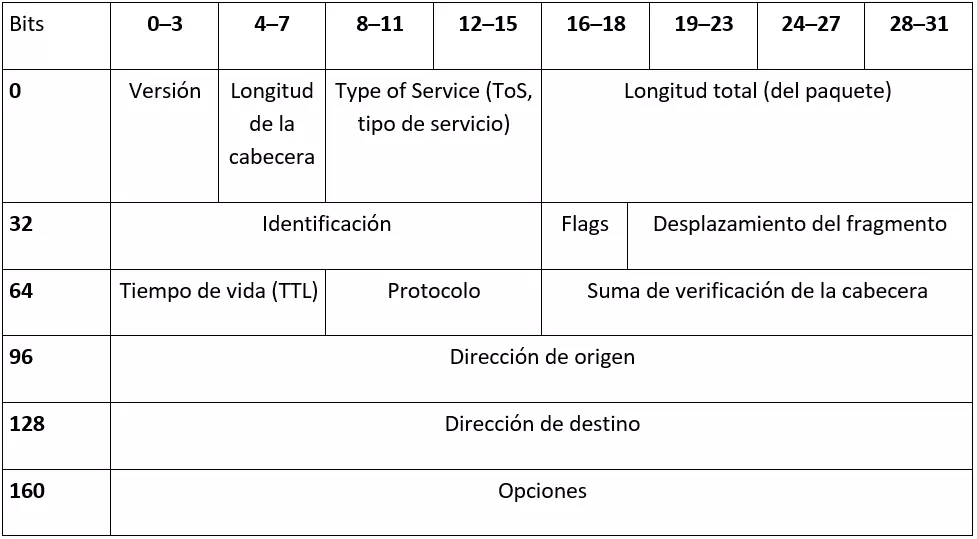 Bits 0–3 4–7 8–11 12–15 16–18 19–23 24–27 28–31
0 Versión Longitud Type of Service (ToS, Longitud total (del paquete)
de la tipo de servicio)
cabecera
32 Identificación Flags Desplazamiento del fragmento
64 Tiempo de vida (TTL) Protocolo Suma de verificación de la cabecera
96 Dirección de origen
128 Dirección de destino
160 Opciones